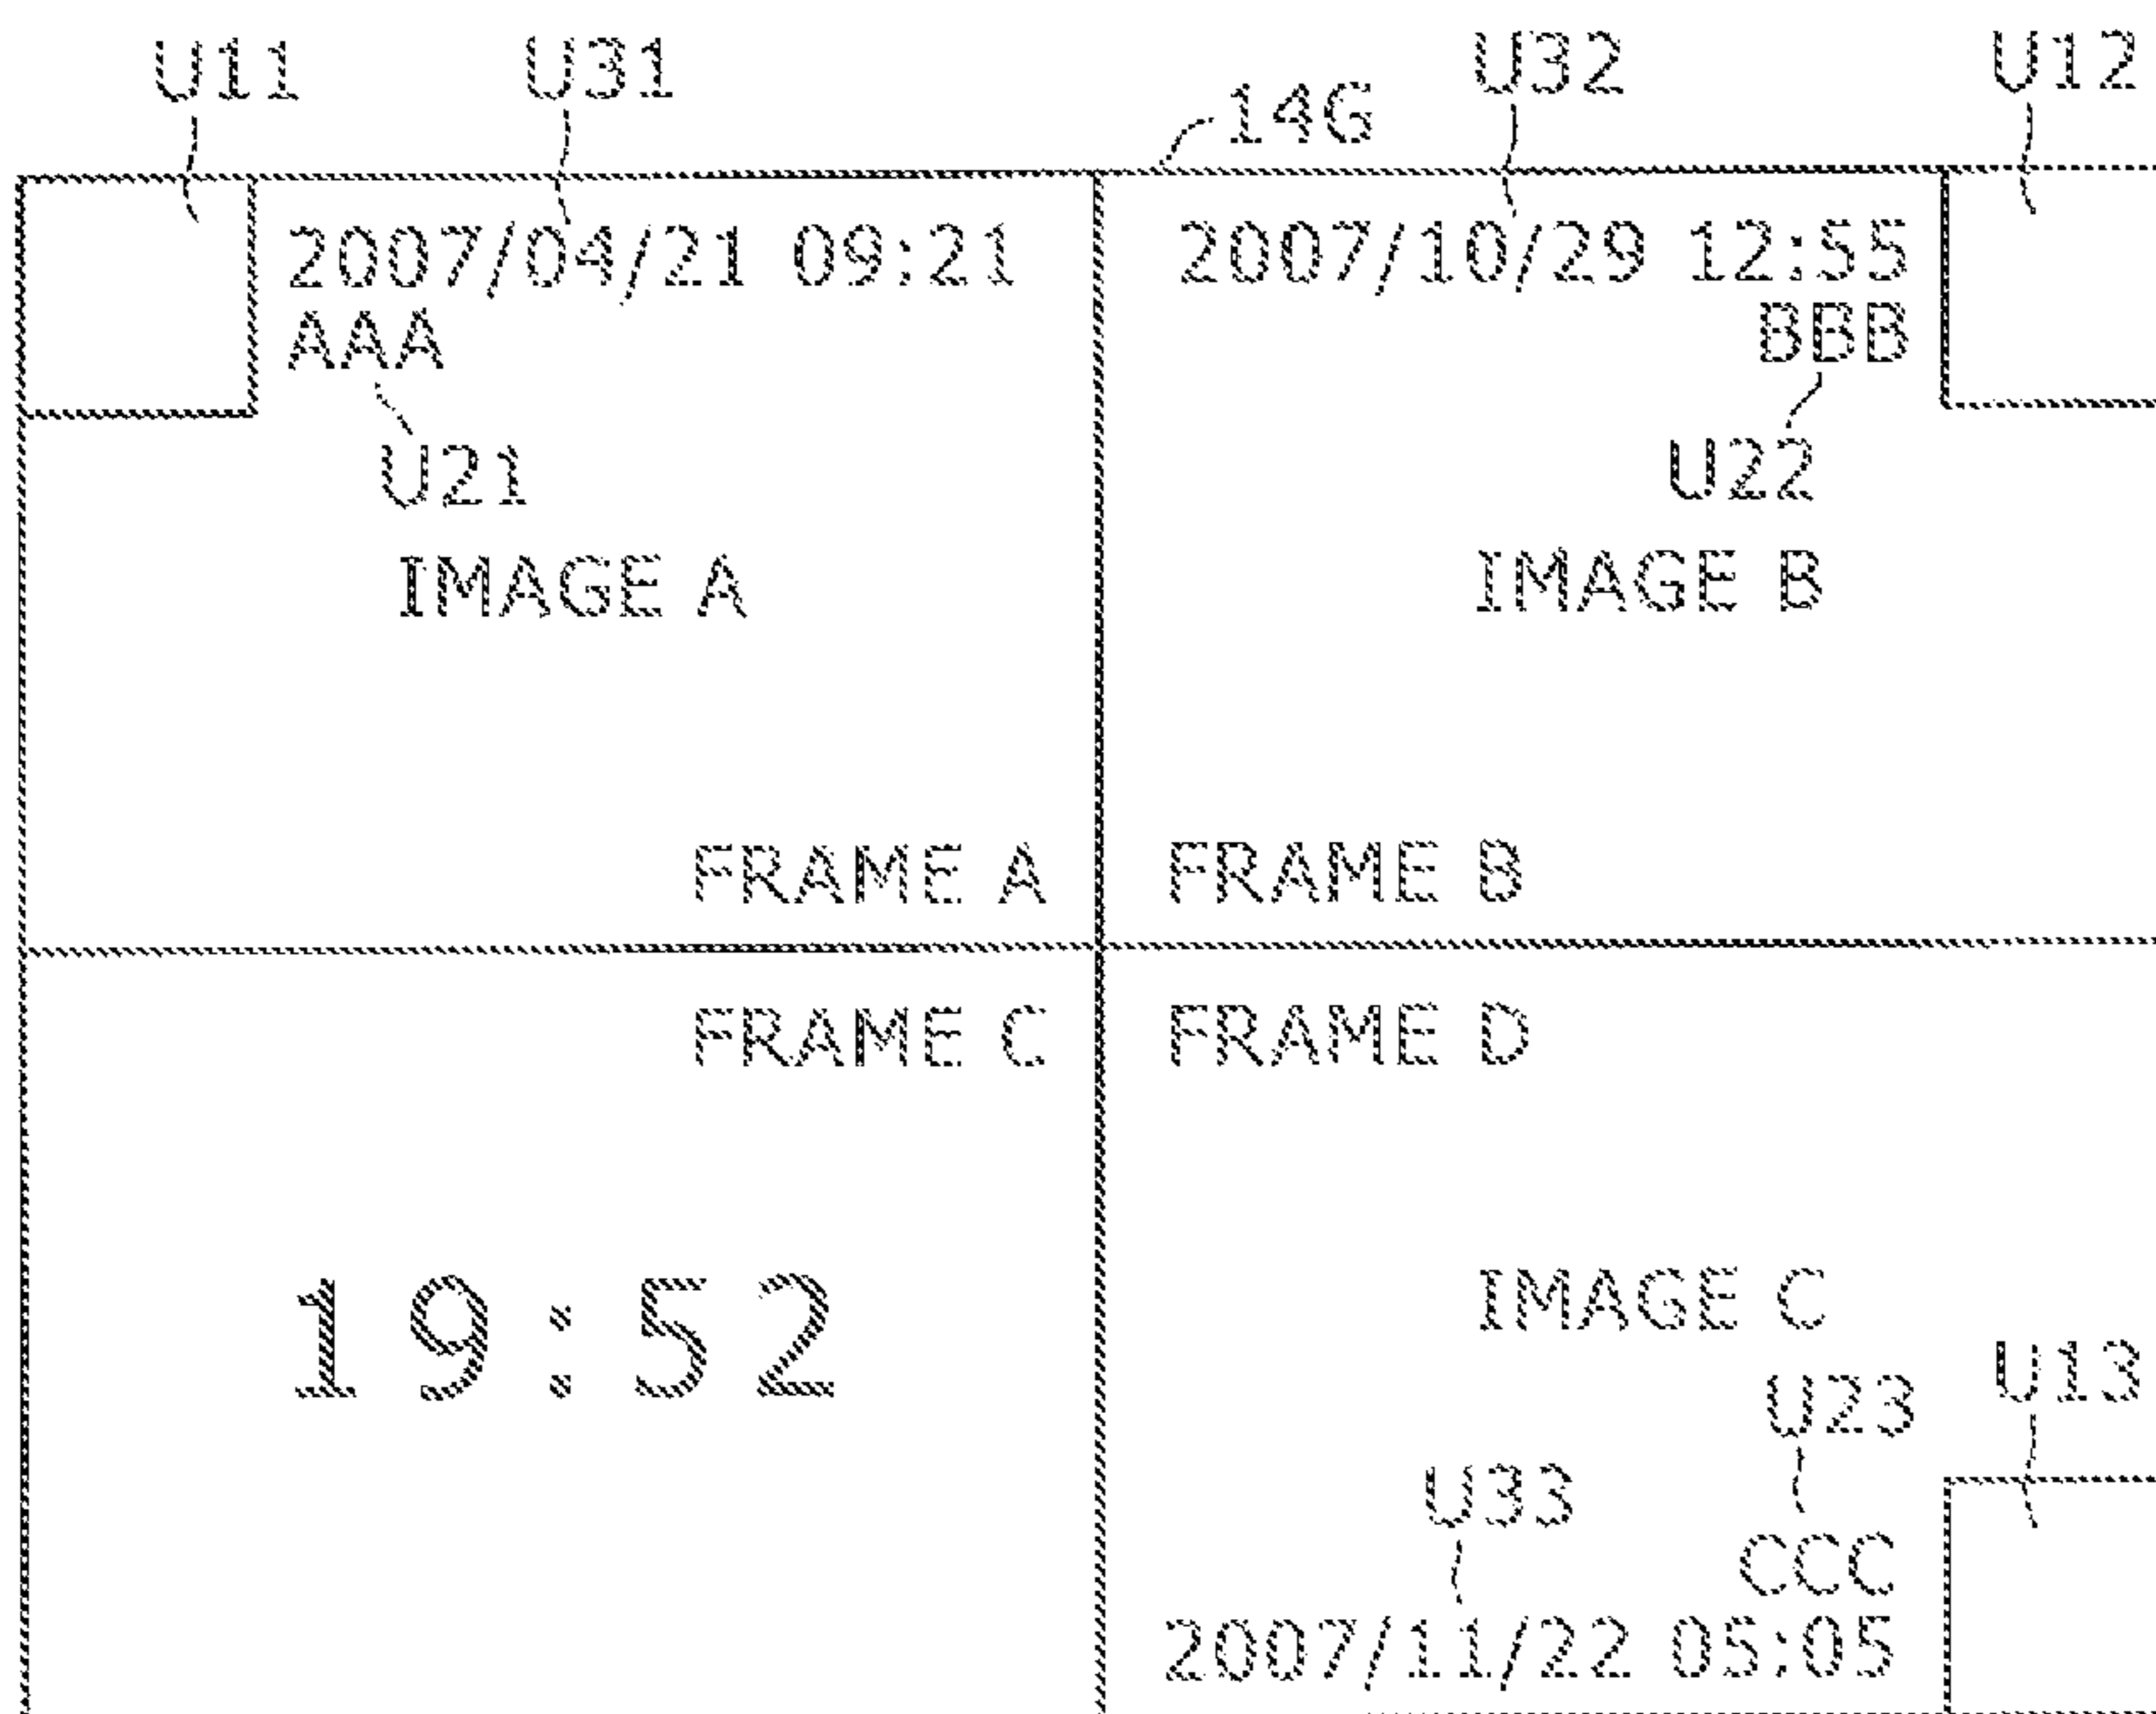 U11 U31 14G U32 U12
2007/04/21 09:21
AAA
U21
IMAGE A
FRAME A
2007/10/29 12:55
BBB
U22
IMAGE B
FRAME B
FRAME C
19:52
FRAME D
IMAGE C
U13
U23
U33
CCC
2007/11/22 05:05